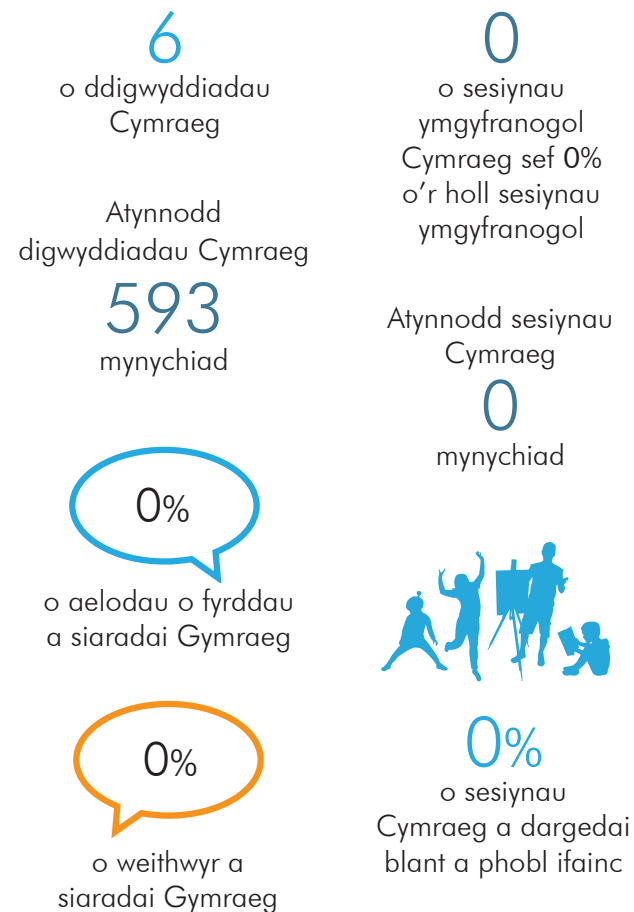 6
o ddigwyddiadau
Cymraeg
Atynnodd
digwyddiadau Cymraeg
593
mynychiad
0%
o aelodau o fyrddau
a siaradai Gymraeg
0%
o weithwyr a
siaradai Gymraeg
0
o sesiynau
ymgyfranogol
Cymraeg sef 0%
o'r holl sesiynau
ymgyfranogol
Atynnodd sesiynau
Cymraeg
0
mynychiad
0%
o sesiynau
Cymraeg a dargedai
blant a phobl ifainc